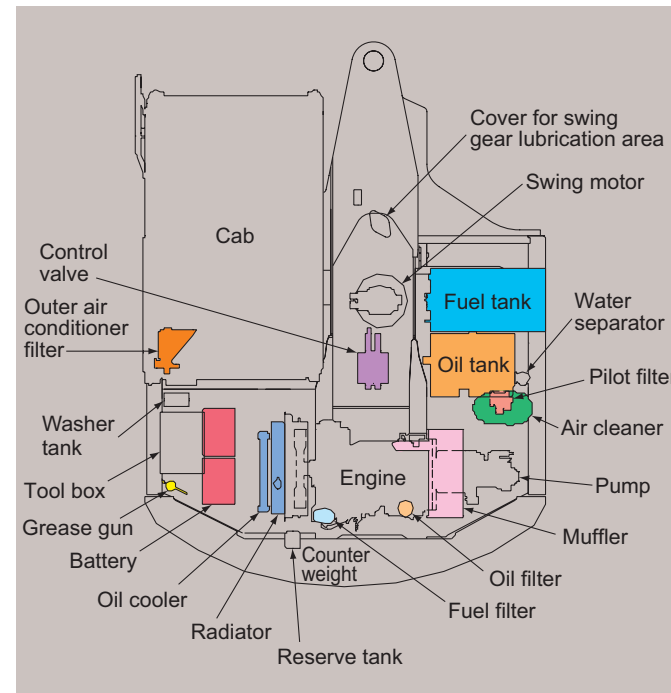 Cover for swing
gear lubrication area
Swing motor
Cab
Control
valve
Outer air
conditioner
filter
Fuel tank
Water
separator
Oil tank
Pilot filte
Air cleaner
Washer
tank
Tool box
Grease gun
Battery
Oil cooler
Radiator
Engine
Counter
weight
Reserve tank
Fuel filter
Oil filter
Muffler
Pump